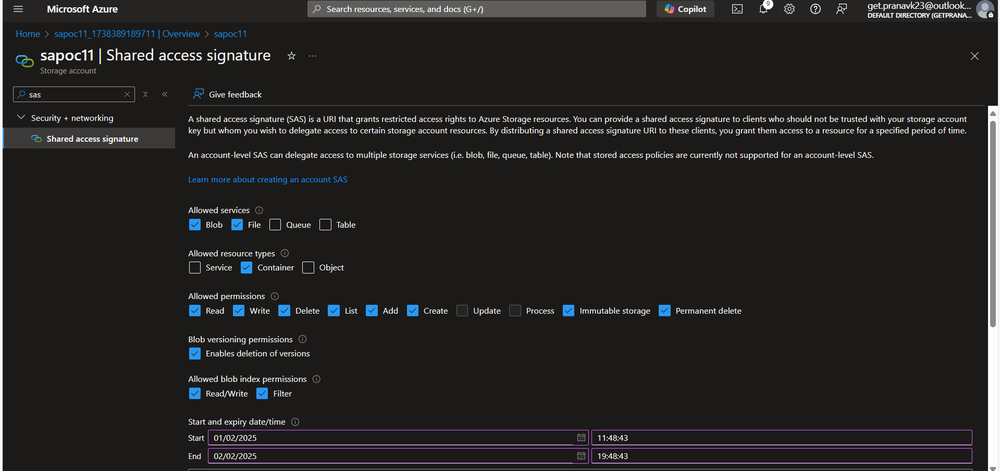 Microsoft Azure
Search resources, services, and docs (G+/)
Copilot
9
get.pranavk23@outlook...
DEFAULT DIRECTORY (GETPRANA...
Home > sapoc11_1738389189711 | Overview > sapoc11
sapoc11 | Shared access signature
Storage account
sas
Give feedback
Security + networking
Shared access signature
A shared access signature (SAS) is a URI that grants restricted access rights to Azure Storage resources. You can provide a shared access signature to clients who should not be trusted with your storage account
key but whom you wish to delegate access to certain storage account resources. By distributing a shared access signature URI to these clients, you grant them access to a resource for a specified period of time.
An account-level SAS can delegate access to multiple storage services (i.e. blob, file, queue, table). Note that stored access policies are currently not supported for an account-level SAS.
Learn more about creating an account SAS
Allowed services
Blob File Queue Table
Allowed resource types
Service Container Object
Allowed permissions
Read Write Delete List Add Create Update Process Immutable storage Permanent delete
Blob versioning permissions
Enables deletion of versions
Allowed blob index permissions
Read/Write Filter
Start and expiry date/time
Start 01/02/2025 11:48:43
End 02/02/2025 19:48:43